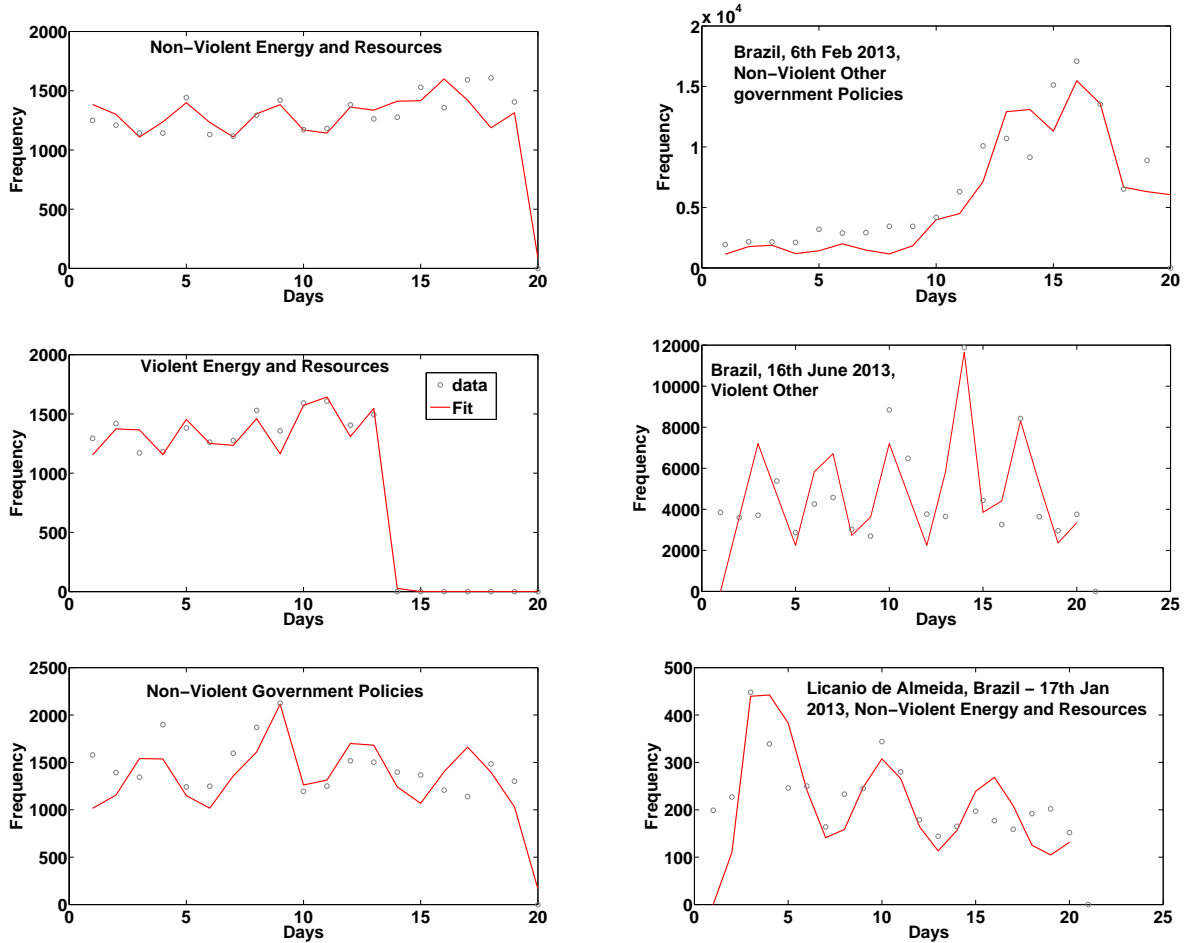 Non−Violent Energy and Resources
Frequency
2000
1500
1000
500
0
0 5 10 15 20
Days
x 10^4
Brazil, 6th Feb 2013,
Non−Violent Other
government Policies
Frequency
2
1.5
1
0.5
0
0 5 10 15 20
Days
Violent Energy and Resources
data
Fit
Frequency
2000
1500
1000
500
0
0 5 10 15 20
Days
Brazil, 16th June 2013,
Violent Other
Frequency
12000
10000
8000
6000
4000
2000
0
0 5 10 15 20 25
Days
Non−Violent Government Policies
Frequency
2500
2000
1500
1000
500
0
0 5 10 15 20
Days
Licanio de Almeida, Brazil − 17th Jan
2013, Non−Violent Energy and Resources
Frequency
500
400
300
200
100
0
0 5 10 15 20 25
Days